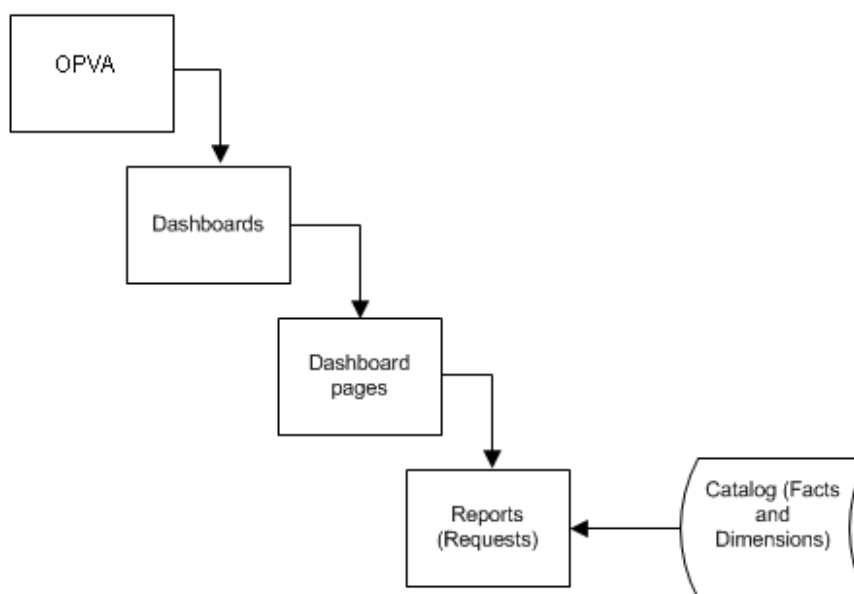 OPVA
Dashboards
Dashboard
pages
Reports
(Requests)
Catalog (Facts
and
Dimensions)